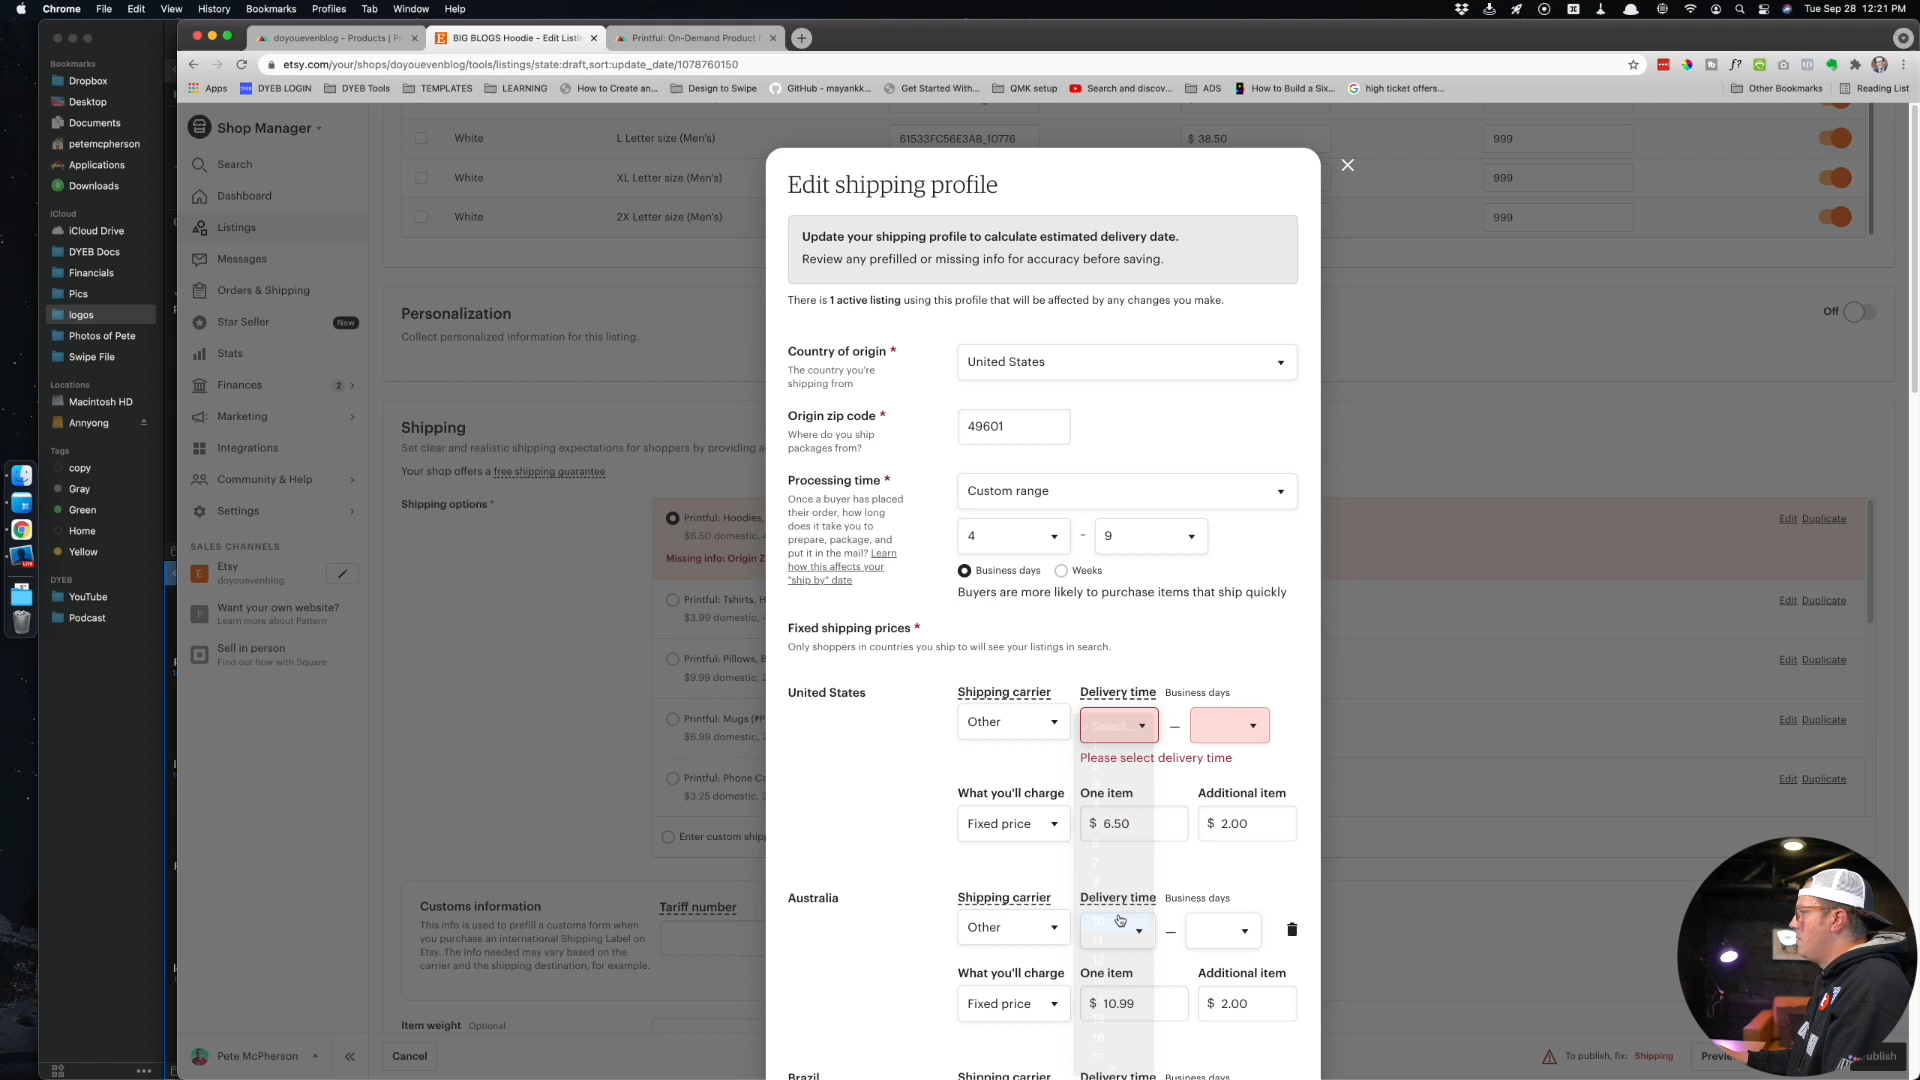 Chrome File Edit View History Bookmarks Profiles Tab Window Help
Tue Sep 28 12:21 PM
doyouevenblog - Products | Pr
BIG BLOGS Hoodie - Edit Listin
Printful: On-Demand Product F
etsy.com/your/shops/doyouevenblog/tools/listings/state:draft,sort:update_date/1078760150
Apps DYEB LOGIN DYEB Tools TEMPLATES LEARNING How to Create an... Design to Swipe GitHub - mayankk... Get Started With... QMK setup Search and discov... ADS How to Build a Six... high ticket offers... Other Bookmarks Reading List
Bookmarks
Dropbox
Desktop
Documents
petemcpherson
Applications
Downloads
iCloud
iCloud Drive
DYEB Docs
Financials
Pics
logos
Photos of Pete
Swipe File
Locations
Macintosh HD
Annyong
Tags
copy
Gray
Green
Home
Yellow
DYEB
YouTube
Podcast
Shop Manager
Search
Dashboard
Listings
Messages
Orders & Shipping
Star Seller New
Stats
Finances 2
Marketing
Integrations
Community & Help
Settings
SALES CHANNELS
Etsy
doyouevenblog
Want your own website?
Learn more about Pattern
Sell in person
Find out how with Square
Pete McPherson
White L Letter size (Men's) 61533FC56E3AB_10776 $ 38.50 999
White XL Letter size (Men's) 999
White 2X Letter size (Men's) 999
Personalization
Collect personalized information for this listing.
Off
Shipping
Set clear and realistic shipping expectations for shoppers by providing a
Your shop offers a free shipping guarantee
Shipping options *
Printful: Hoodies,
$6.50 domestic,
Missing info: Origin Z
Edit Duplicate
Printful: Tshirts, H
$3.99 domestic,
Edit Duplicate
Printful: Pillows, B
$9.99 domestic,
Edit Duplicate
Printful: Mugs (#P
$6.99 domestic,
Edit Duplicate
Printful: Phone C
$3.25 domestic,
Edit Duplicate
Enter custom ship
Customs information
This info is used to prefill a customs form when
you purchase an international Shipping Label on
Etsy. The info needed may vary based on the
carrier and the shipping destination, for example.
Tariff number
Item weight Optional
Cancel
To publish, fix: Shipping
Previe
ublish
Edit shipping profile
Update your shipping profile to calculate estimated delivery date.
Review any prefilled or missing info for accuracy before saving.
There is 1 active listing using this profile that will be affected by any changes you make.
Country of origin *
The country you're
shipping from
United States
Origin zip code *
Where do you ship
packages from?
49601
Processing time *
Once a buyer has placed
their order, how long
does it take you to
prepare, package, and
put it in the mail? Learn
how this affects your
"ship by" date
Custom range
4 - 9
Business days Weeks
Buyers are more likely to purchase items that ship quickly
Fixed shipping prices *
Only shoppers in countries you ship to will see your listings in search.
United States
Shipping carrier Delivery time Business days
Other Select... —
Please select delivery time
What you'll charge One item Additional item
Fixed price $ 6.50 $ 2.00
Australia
Shipping carrier Delivery time Business days
Other —
What you'll charge One item Additional item
Fixed price $ 10.99 $ 2.00
Brazil
Shipping carrier Delivery time Business days
7
10
11
12
16
17
LIVE